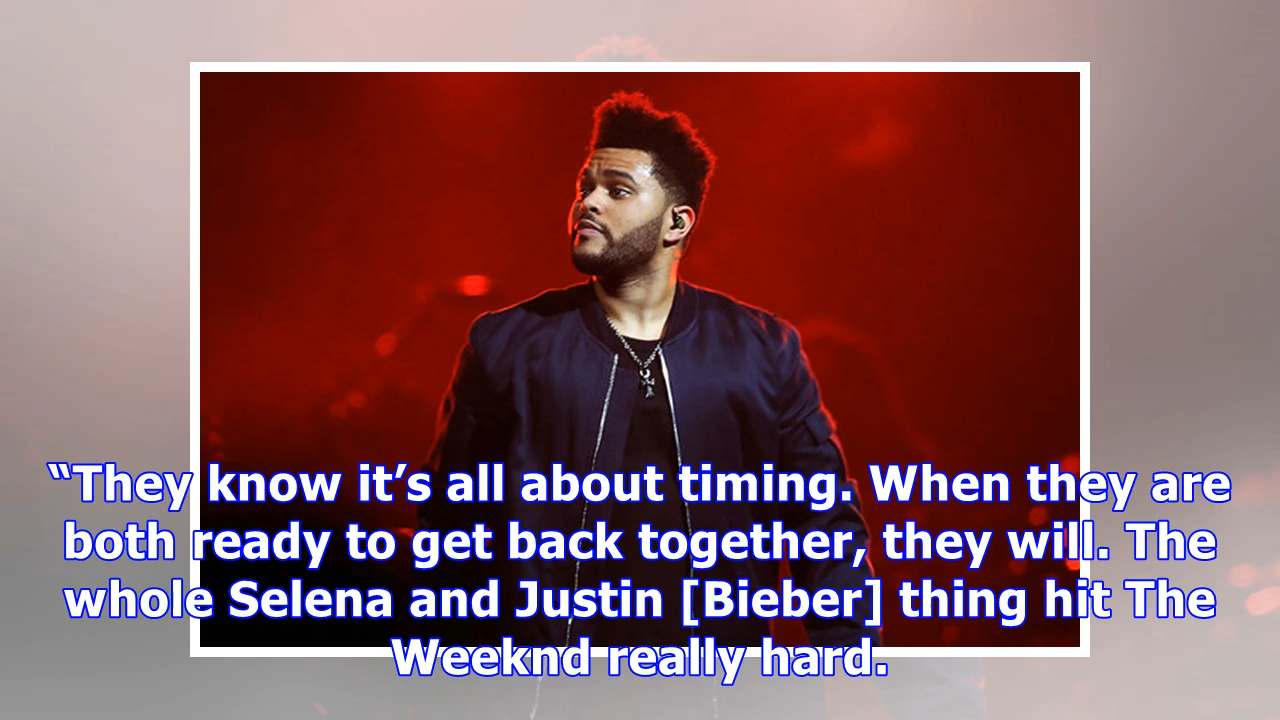 “They know it’s all about timing. When they are
both ready to get back together, they will. The
whole Selena and Justin [Bieber] thing hit The
Weeknd really hard.